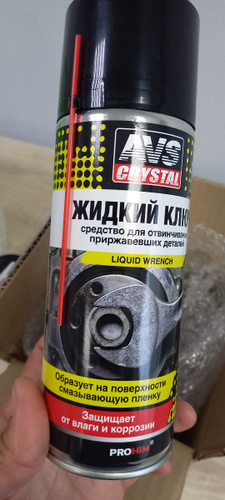 AVS
CRYSTAL
ЖИДКИЙ КЛЮ
средство для отвинчиван
приржавевших деталей
LIQUID WRENCH
Образует на поверхности
смазывающую пленку
Защищает
от влаги и коррозии
PROHIM®